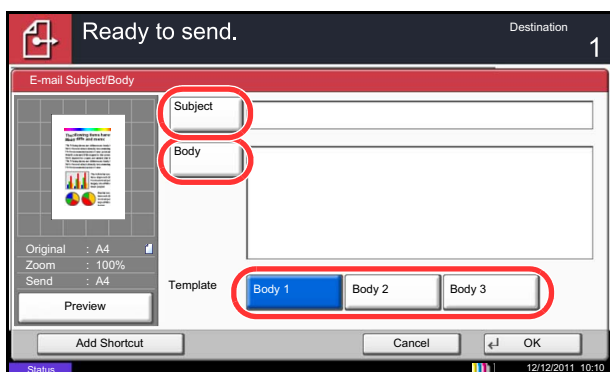 Ready to send.
Destination
1
E-mail Subject/Body
Subject
Body
Original : A4
Zoom : 100%
Send : A4
Preview
Template
Body 1
Body 2
Body 3
Add Shortcut
Cancel
OK
Status
12/12/2011 10:10